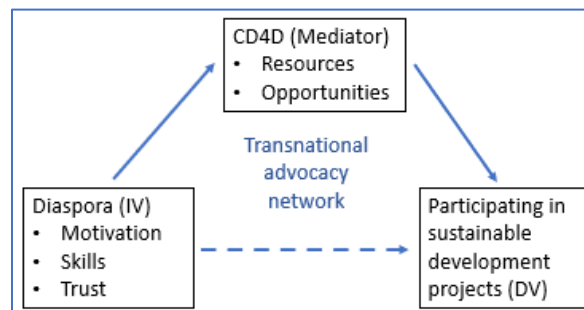 CD4D (Mediator)
• Resources
• Opportunities
Transnational
advocacy
network
Diaspora (IV)
• Motivation
• Skills
• Trust
Participating in
sustainable
development
projects (DV)